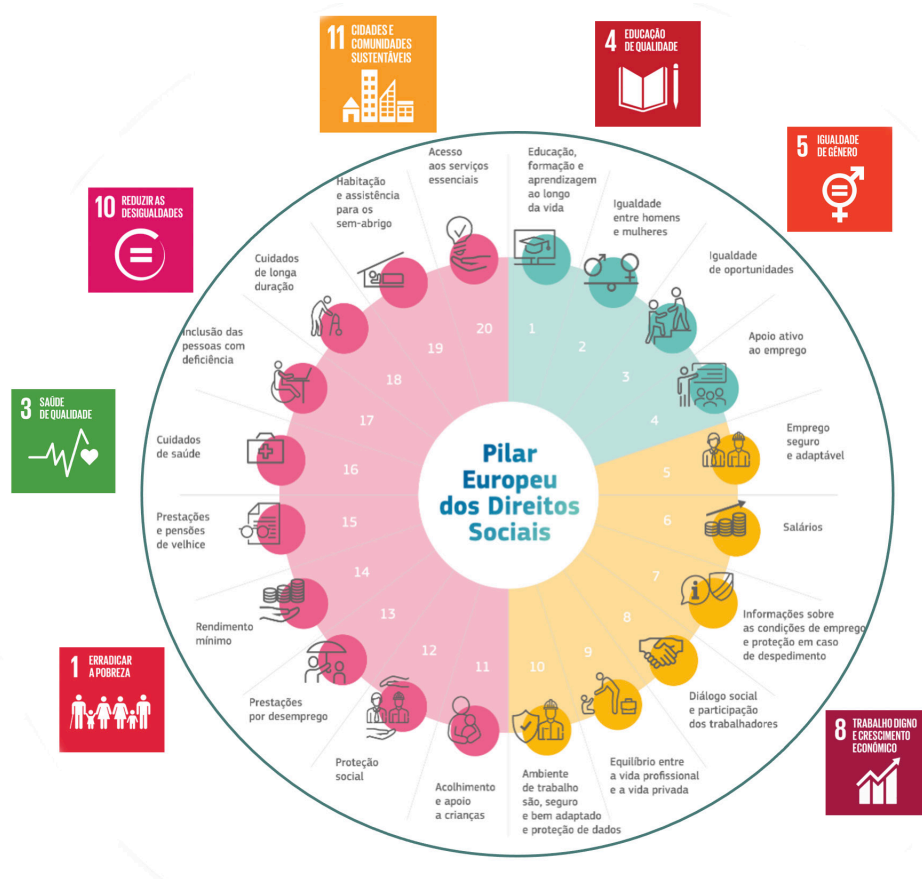 11 CIDADES E
COMUNIDADES
SUSTENTÁVEIS
4 EDUCAÇÃO
DE QUALIDADE
5 IGUALDADE
DE GÉNERO
10 REDUZIR AS
DESIGUALDADES
3 SAÚDE
DE QUALIDADE
1 ERRADICAR
A POBREZA
8 TRABALHO DIGNO
E CRESCIMENTO
ECONÓMICO
Pilar
Europeu
dos Direitos
Sociais
Educação,
formação e
aprendizagem
ao longo
da vida
1
Igualdade
entre homens
e mulheres
2
Igualdade
de oportunidades
3
Apoio ativo
ao emprego
4
Emprego
seguro
e adaptável
5
Salários
6
Informações sobre
as condições de emprego
e proteção em caso
de despedimento
7
Diálogo social
e participação
dos trabalhadores
8
Equilíbrio entre
a vida profissional
e a vida privada
9
Ambiente
de trabalho
são, seguro
e bem adaptado
e proteção de dados
10
Acolhimento
e apoio
a crianças
11
Proteção
social
12
Prestações
por desemprego
13
Rendimento
mínimo
14
Prestações
e pensões
de velhice
15
Cuidados
de saúde
16
Inclusão das
pessoas com
deficiência
17
Cuidados
de longa
duração
18
Habitação
e assistência
para os
sem-abrigo
19
Acesso
aos serviços
essenciais
20